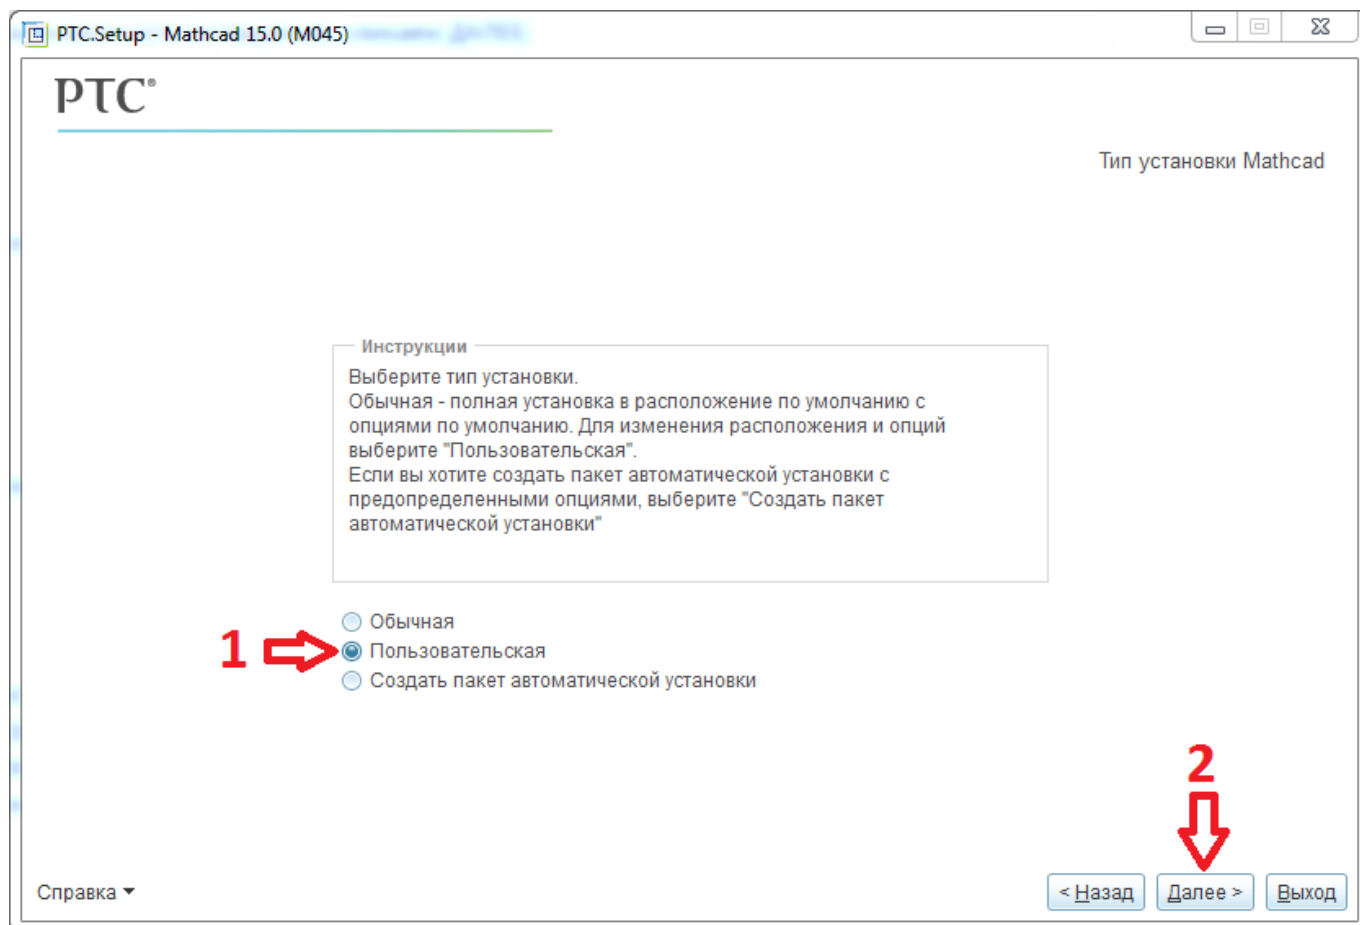 PTC.Setup - Mathcad 15.0 (M045)
PTC®
Тип установки Mathcad
Инструкции
Выберите тип установки.
Обычная - полная установка в расположение по умолчанию с
опциями по умолчанию. Для изменения расположения и опций
выберите "Пользовательская".
Если вы хотите создать пакет автоматической установки с
предопределенными опциями, выберите "Создать пакет
автоматической установки"
Обычная
1 Пользовательская
Создать пакет автоматической установки
2
Справка
< Назад Далее > Выход